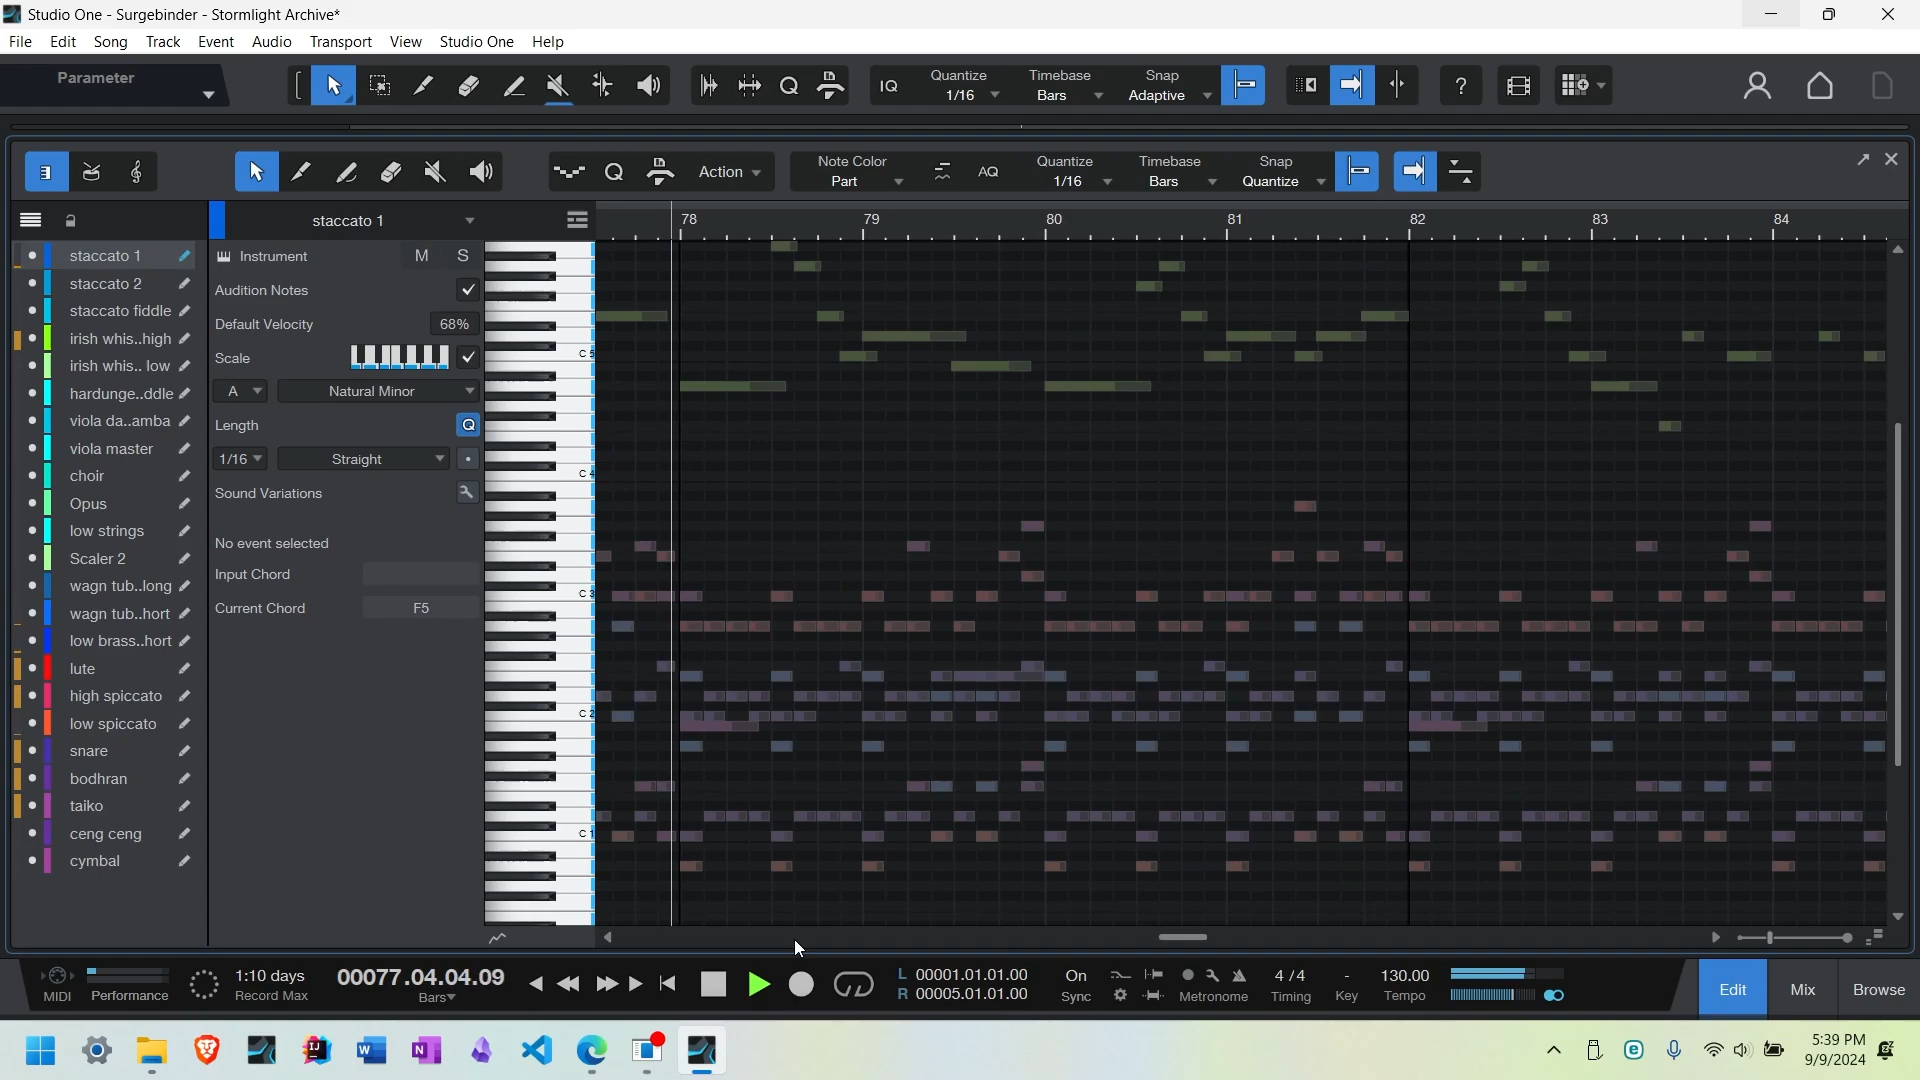 Studio One - Surgebinder - Stormlight Archive*
File Edit Song Track Event Audio Transport View Studio One Help
Parameter
IQ Quantize 1/16 Timebase Bars Snap Adaptive ?
Action Note Color Part AQ Quantize 1/16 Timebase Bars Snap Quantize
staccato 1 78 79 80 81 82 83 84
staccato 1
staccato 2
staccato fiddle
irish whis..high
irish whis.. low
hardunge..ddle
viola da..amba
viola master
choir
Opus
low strings
Scaler 2
wagn tub..long
wagn tub..hort
low brass..hort
lute
high spiccato
low spiccato
snare
bodhran
taiko
ceng ceng
cymbal
Instrument M S
Audition Notes
Default Velocity 68%
Scale
A Natural Minor
Length Q
1/16 Straight
Sound Variations
No event selected
Input Chord
Current Chord F5
C 5
C 4
C 3
C 2
C 1
MIDI Performance
1:10 days
Record Max
00077.04.04.09
Bars
L 00001.01.01.00
R 00005.01.01.00
On
Sync
Metronome
4 / 4
Timing
-
Key
130.00
Tempo
Edit Mix Browse
5:39 PM
9/9/2024